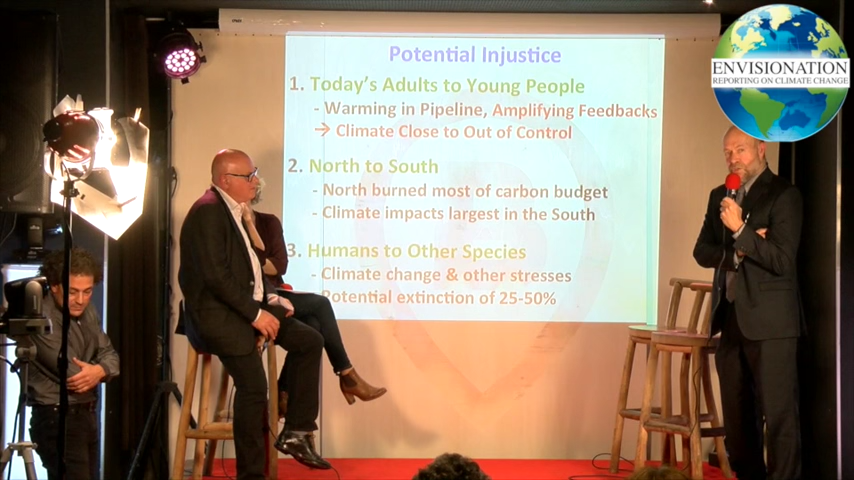 Potential Injustice
1. Today's Adults to Young People
- Warming in Pipeline, Amplifying Feedbacks
→ Climate Close to Out of Control
2. North to South
- North burned most of carbon budget
- Climate impacts largest in the South
3. Humans to Other Species
- Climate change & other stresses
- Potential extinction of 25-50%
ENVISIONATION
REPORTING ON CLIMATE CHANGE